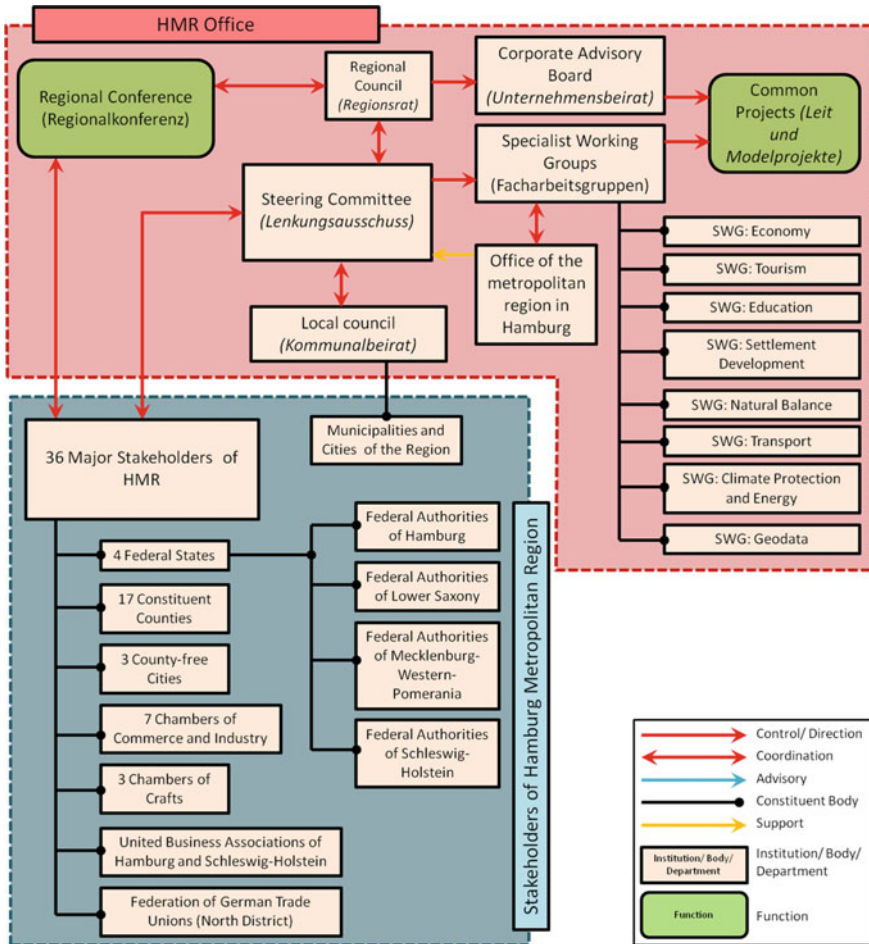 HMR Office
Regional Conference
(Regionalkonferenz)
Regional
Council
(Regionsrat)
Corporate Advisory
Board
(Unternehmensbeirat)
Common
Projects (Leit
und
Modelprojekte)
Steering Committee
(Lenkungsausschuss)
Specialist Working
Groups
(Facharbeitsgruppen)
Office of the
metropolitan
region in
Hamburg
Local council
(Kommunalbeirat)
SWG: Economy
SWG: Tourism
SWG: Education
SWG: Settlement
Development
SWG: Natural Balance
SWG: Transport
SWG: Climate Protection
and Energy
SWG: Geodata
36 Major Stakeholders of
HMR
Municipalities and
Cities of the Region
4 Federal States
17 Constituent
Counties
3 County-free
Cities
7 Chambers of
Commerce and Industry
3 Chambers of
Crafts
United Business Associations of
Hamburg and Schleswig-Holstein
Federation of German Trade
Unions (North District)
Federal Authorities
of Hamburg
Federal Authorities
of Lower Saxony
Federal Authorities
of Mecklenburg-
Western-
Pomerania
Federal Authorities
of Schleswig-
Holstein
Stakeholders of Hamburg Metropolitan Region
Control/ Direction
Coordination
Advisory
Constituent Body
Support
Institution/ Body/
Department
Institution/ Body/
Department
Function
Function